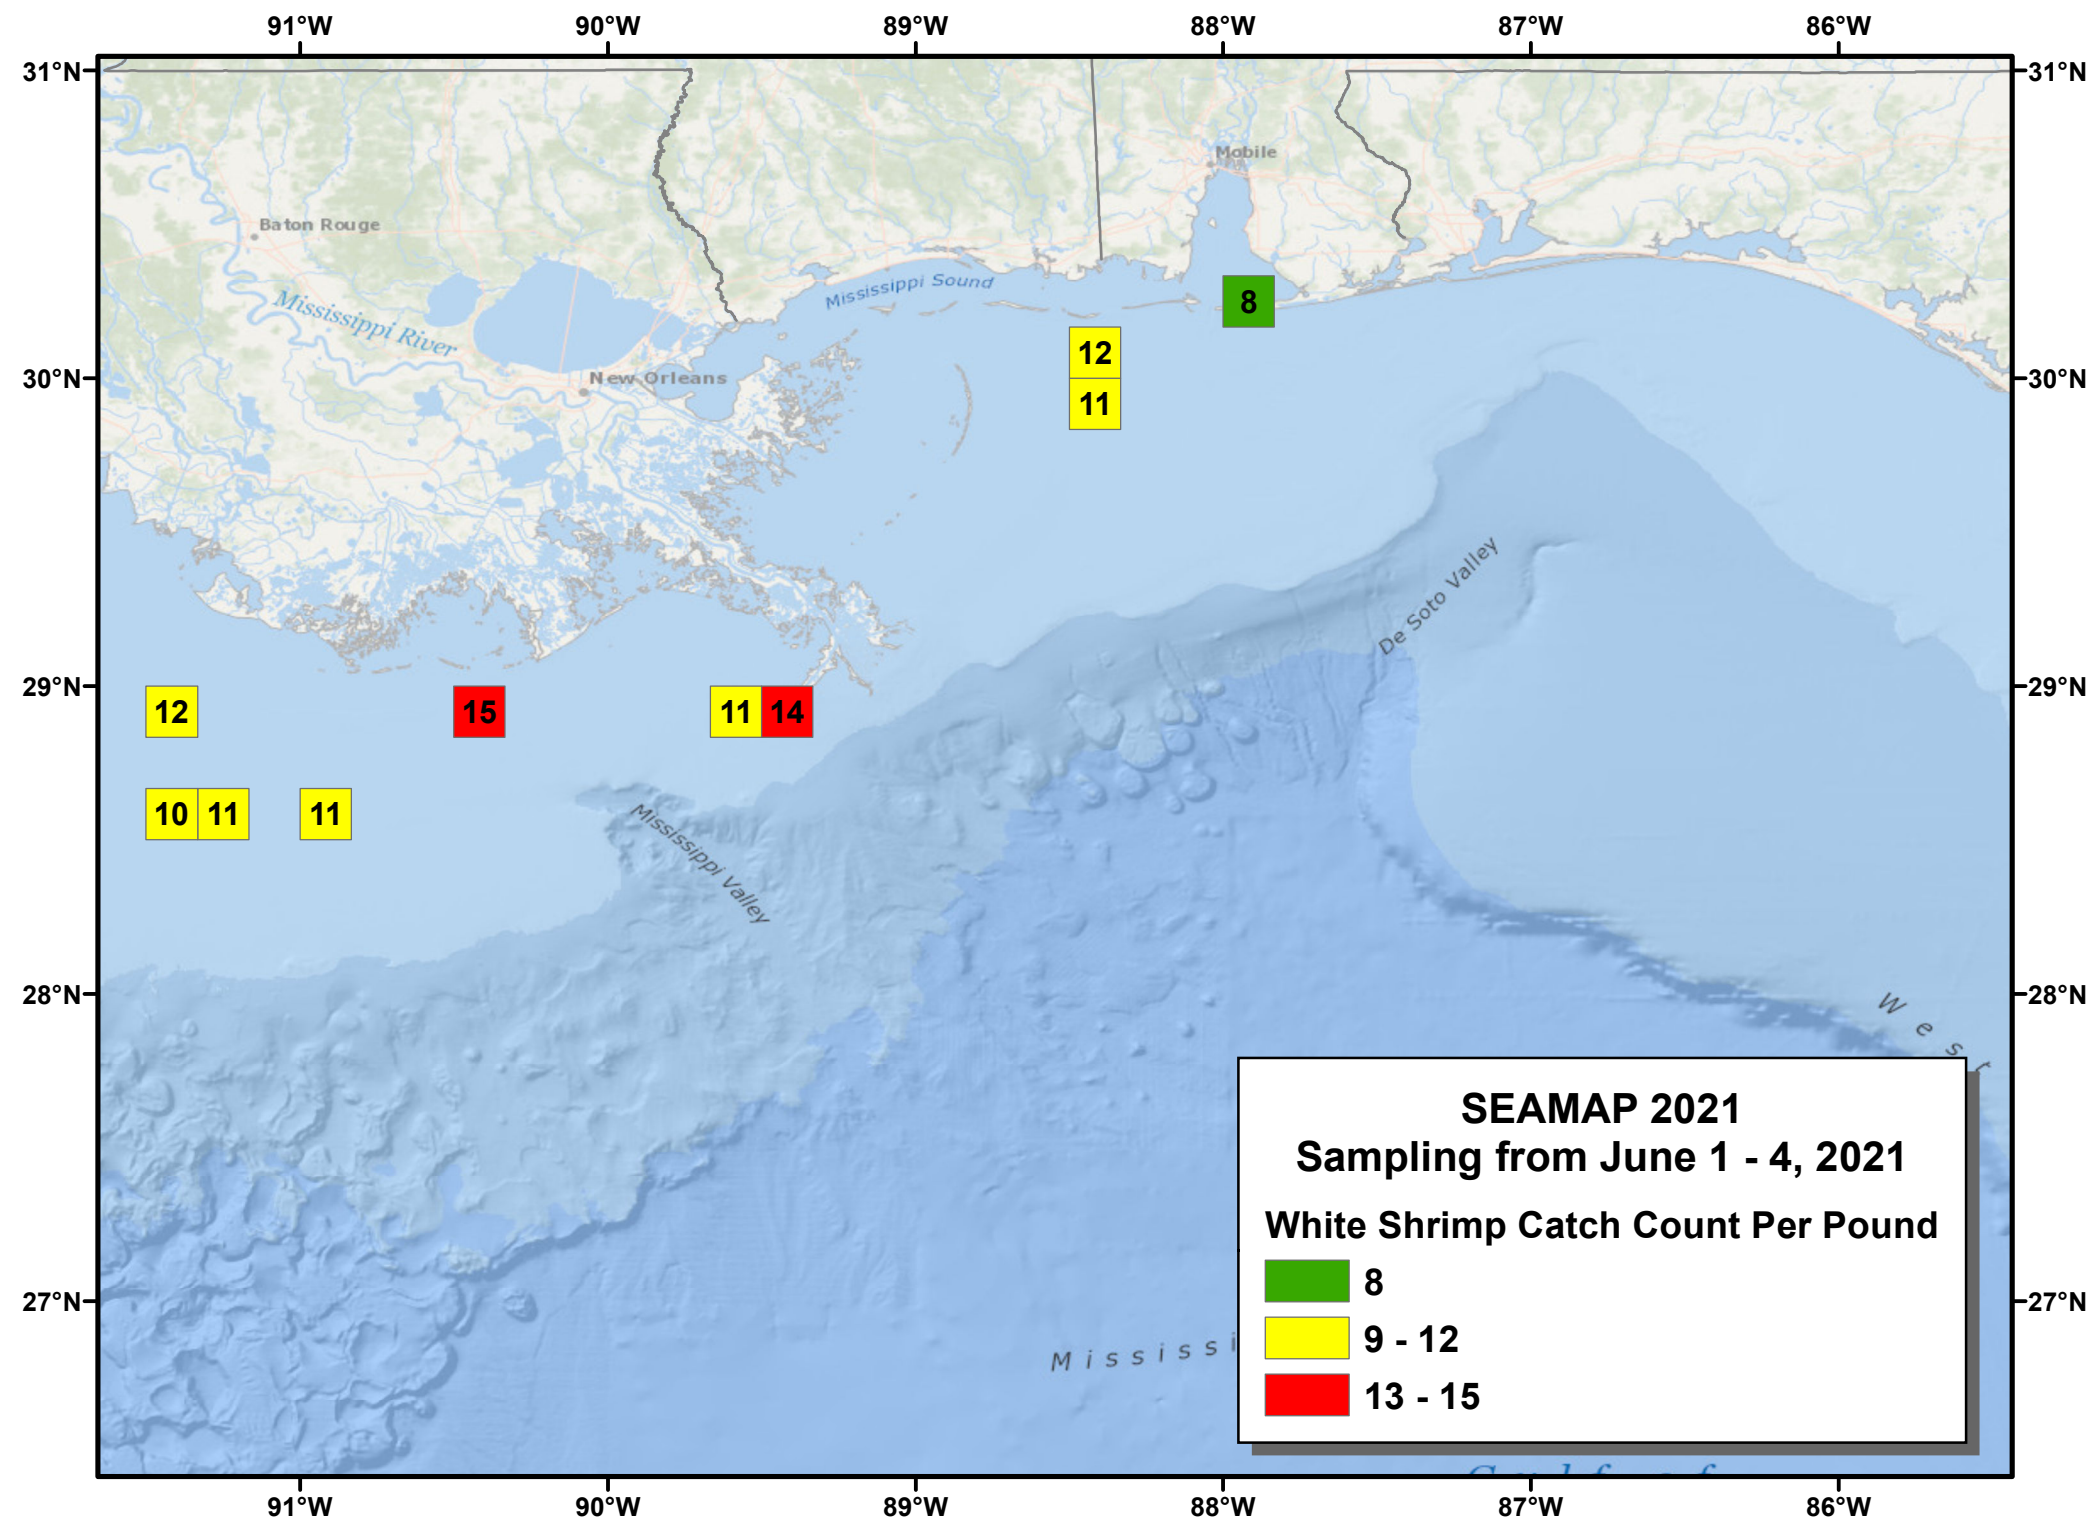 91°W 90°W 89°W 88°W 87°W 86°W
31°N 31°N
Mobile
Baton Rouge
Mississippi Sound
8
Mississippi River
12
New Orleans
30°N 30°N
11
De Soto Valley
29°N 29°N
12 15 11 14
10 11 11
Mississippi Valley
28°N 28°N
West
SEAMAP 2021
Sampling from June 1 - 4, 2021
White Shrimp Catch Count Per Pound
8
27°N 27°N
9 - 12
Mississi
13 - 15
91°W 90°W 89°W 88°W 87°W 86°W